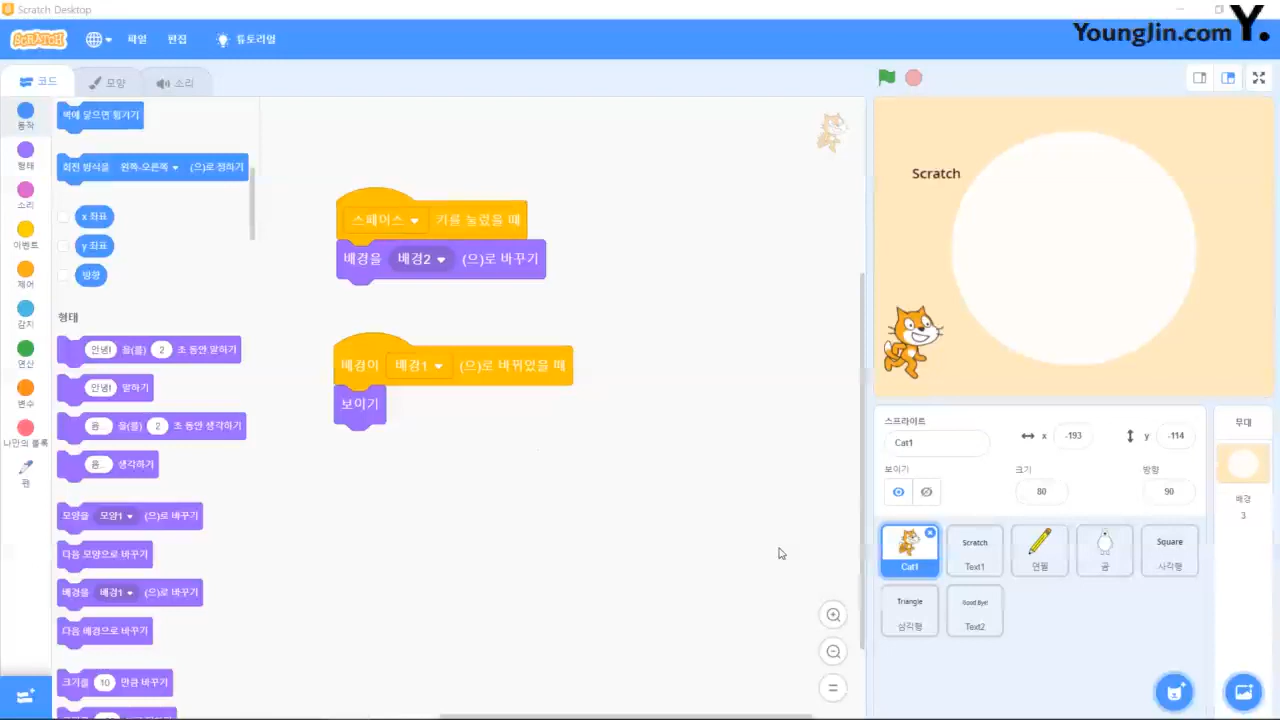 Scratch Desktop
YoungJin.com Y.
SCRATCH 파일 편집 튜토리얼
코드 모양 소리
동작
형태
소리
이벤트
제어
감지
연산
변수
나만의 블록
펜
벽에 닿으면 튕기기
회전 방식을 왼쪽-오른쪽 (으)로 정하기
x 좌표
y 좌표
방향
형태
안녕! 을(를) 2 초 동안 말하기
안녕! 말하기
음... 을(를) 2 초 동안 생각하기
음... 생각하기
모양을 모양1 (으)로 바꾸기
다음 모양으로 바꾸기
배경을 배경1 (으)로 바꾸기
다음 배경으로 바꾸기
크기를 10 만큼 바꾸기
스페이스 키를 눌렀을 때
배경을 배경2 (으)로 바꾸기
배경이 배경1 (으)로 바뀌었을 때
보이기
Scratch
스프라이트
Cat1
x -193 y -114
보이기 크기 방향
80 90
무대
배경
3
Cat1
Scratch
Text1
연필
곰
Square
사각형
Triangle
삼각형
Good Bye!
Text2